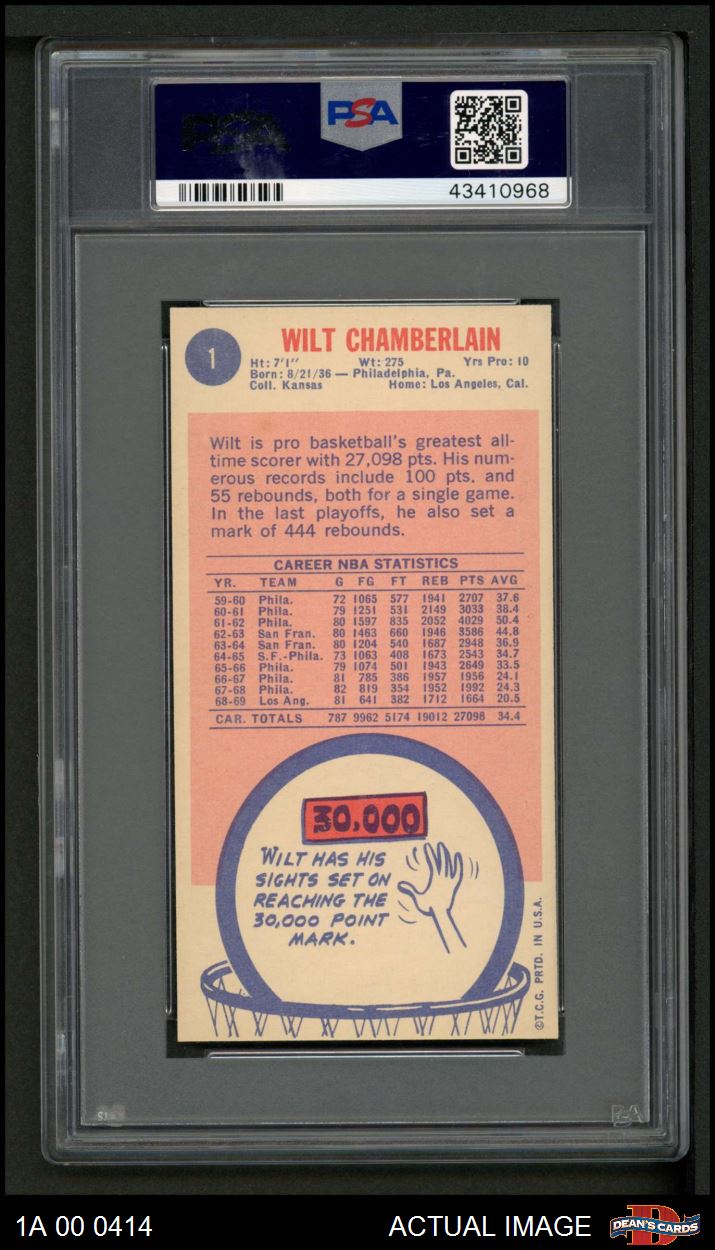 PSA
PSA
43410968
1
WILT CHAMBERLAIN
Ht: 7'1" Wt: 275 Yrs Pro: 10
Born: 8/21/36 — Philadelphia, Pa.
Coll. Kansas Home: Los Angeles, Cal.
Wilt is pro basketball's greatest all-
time scorer with 27,098 pts. His num-
erous records include 100 pts. and
55 rebounds, both for a single game.
In the last playoffs, he also set a
mark of 444 rebounds.
CAREER NBA STATISTICS
YR. TEAM G FG FT REB PTS AVG
59-60 Phila. 72 1065 577 1941 2707 37.6
60-61 Phila. 79 1251 531 2149 3033 38.4
61-62 Phila. 80 1597 835 2052 4029 50.4
62-63 San Fran. 80 1463 660 1946 3586 44.8
63-64 San Fran. 80 1204 540 1687 2948 36.9
64-65 S.F.-Phila. 73 1063 408 1673 2543 34.7
65-66 Phila. 79 1074 501 1943 2649 33.5
66-67 Phila. 81 785 386 1957 1956 24.1
67-68 Phila. 82 819 354 1952 1992 24.3
68-69 Los Ang. 81 641 382 1712 1664 20.5
CAR. TOTALS 787 9962 5174 19012 27098 34.4
30,000
WILT HAS HIS
SIGHTS SET ON
REACHING THE
30,000 POINT
MARK.
©T.C.G. PRTD. IN U.S.A.
PSA
1A 00 0414 ACTUAL IMAGE DEAN'S CARDS